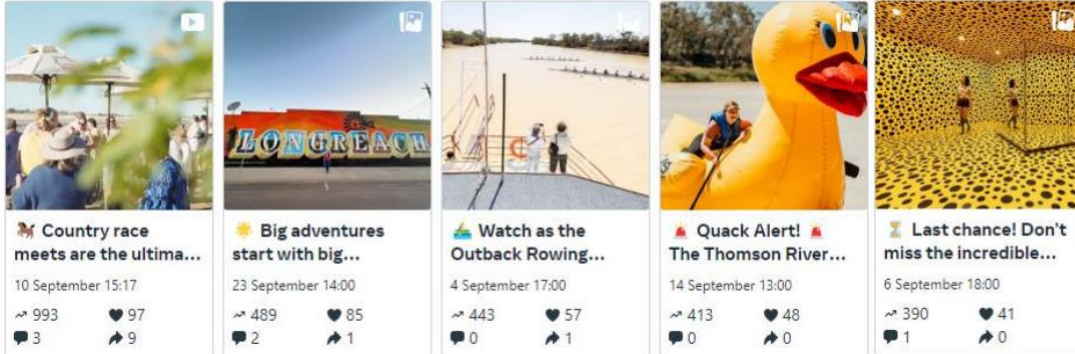 LONGREACH
🐎 Country race
meets are the ultima...
10 September 15:17
993 97
3 9
🌟 Big adventures
start with big...
23 September 14:00
489 85
2 1
🚣 Watch as the
Outback Rowing...
4 September 17:00
443 57
0 1
🚨 Quack Alert! 🚨
The Thomson River...
14 September 13:00
413 48
0 0
⏳ Last chance! Don't
miss the incredible...
6 September 18:00
390 41
1 0